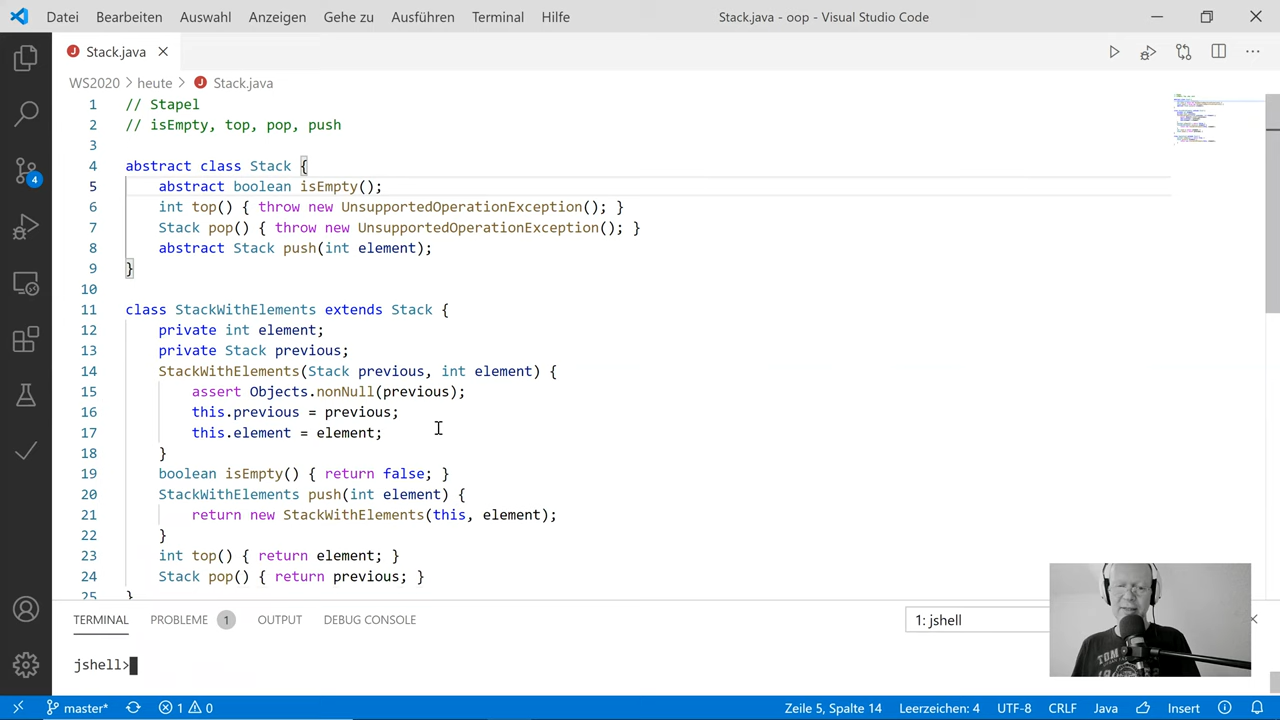 Datei Bearbeiten Auswahl Anzeigen Gehe zu Ausführen Terminal Hilfe Stack.java - oop - Visual Studio Code
Stack.java
WS2020 > heute > Stack.java
1 // Stapel
2 // isEmpty, top, pop, push
3
4 abstract class Stack {
5 abstract boolean isEmpty();
6 int top() { throw new UnsupportedOperationException(); }
7 Stack pop() { throw new UnsupportedOperationException(); }
8 abstract Stack push(int element);
9 }
10
11 class StackWithElements extends Stack {
12 private int element;
13 private Stack previous;
14 StackWithElements(Stack previous, int element) {
15 assert Objects.nonNull(previous);
16 this.previous = previous;
17 this.element = element;
18 }
19 boolean isEmpty() { return false; }
20 StackWithElements push(int element) {
21 return new StackWithElements(this, element);
22 }
23 int top() { return element; }
24 Stack pop() { return previous; }
25 }
4
TERMINAL PROBLEME 1 OUTPUT DEBUG CONSOLE 1: jshell
jshell>
TOM
master* 1 0 Zeile 5, Spalte 14 Leerzeichen: 4 UTF-8 CRLF Java Insert